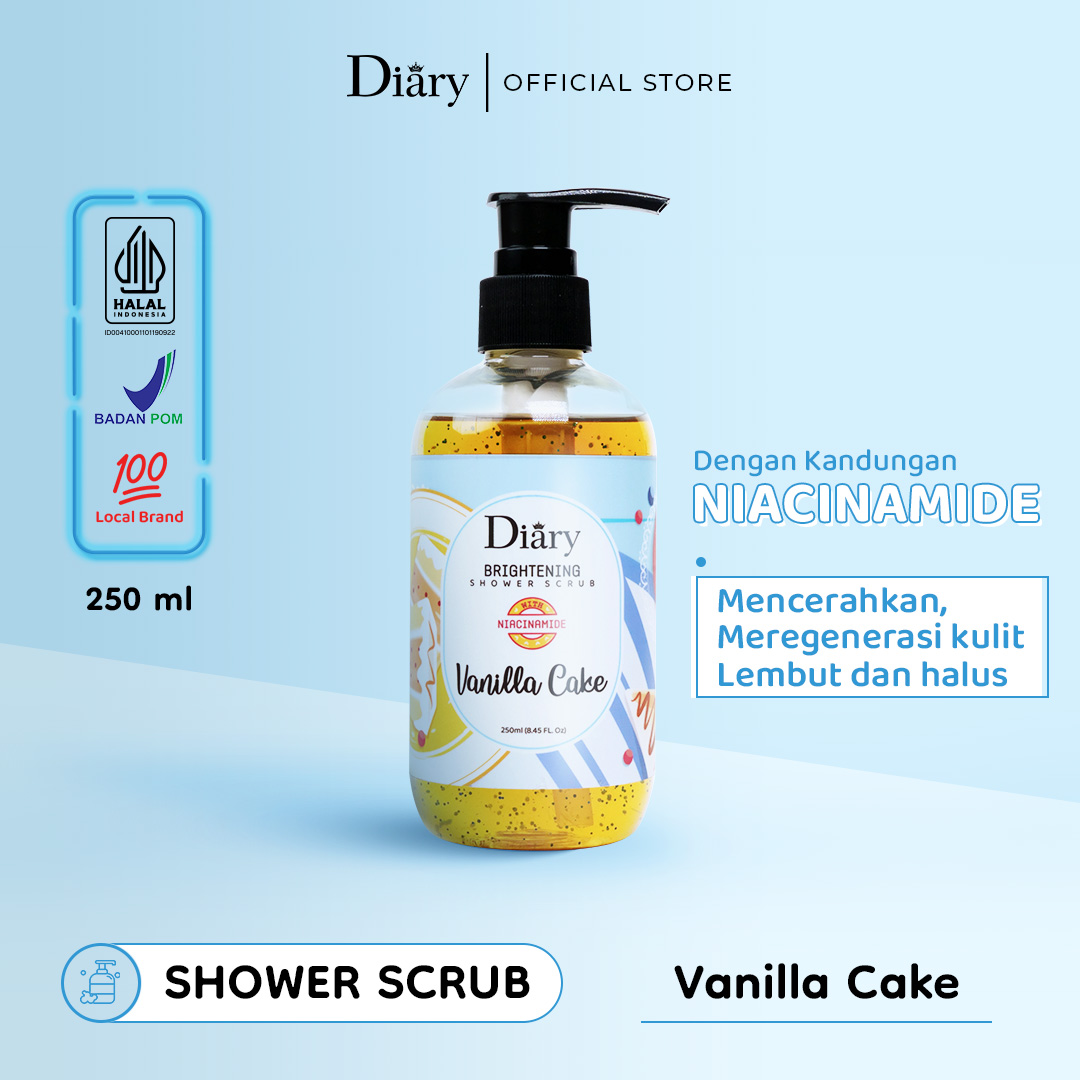 Diary | OFFICIAL STORE
HALAL
INDONESIA
ID00410001101190922
BADAN POM
100
Local Brand
250 ml
Diary
BRIGHTENING
SHOWER SCRUB
WITH
NIACINAMIDE
Vanilla Cake
250ml (8.45 FL. Oz)
Dengan Kandungan
NIACINAMIDE
Mencerahkan,
Meregenerasi kulit
Lembut dan halus
SHOWER SCRUB
Vanilla Cake